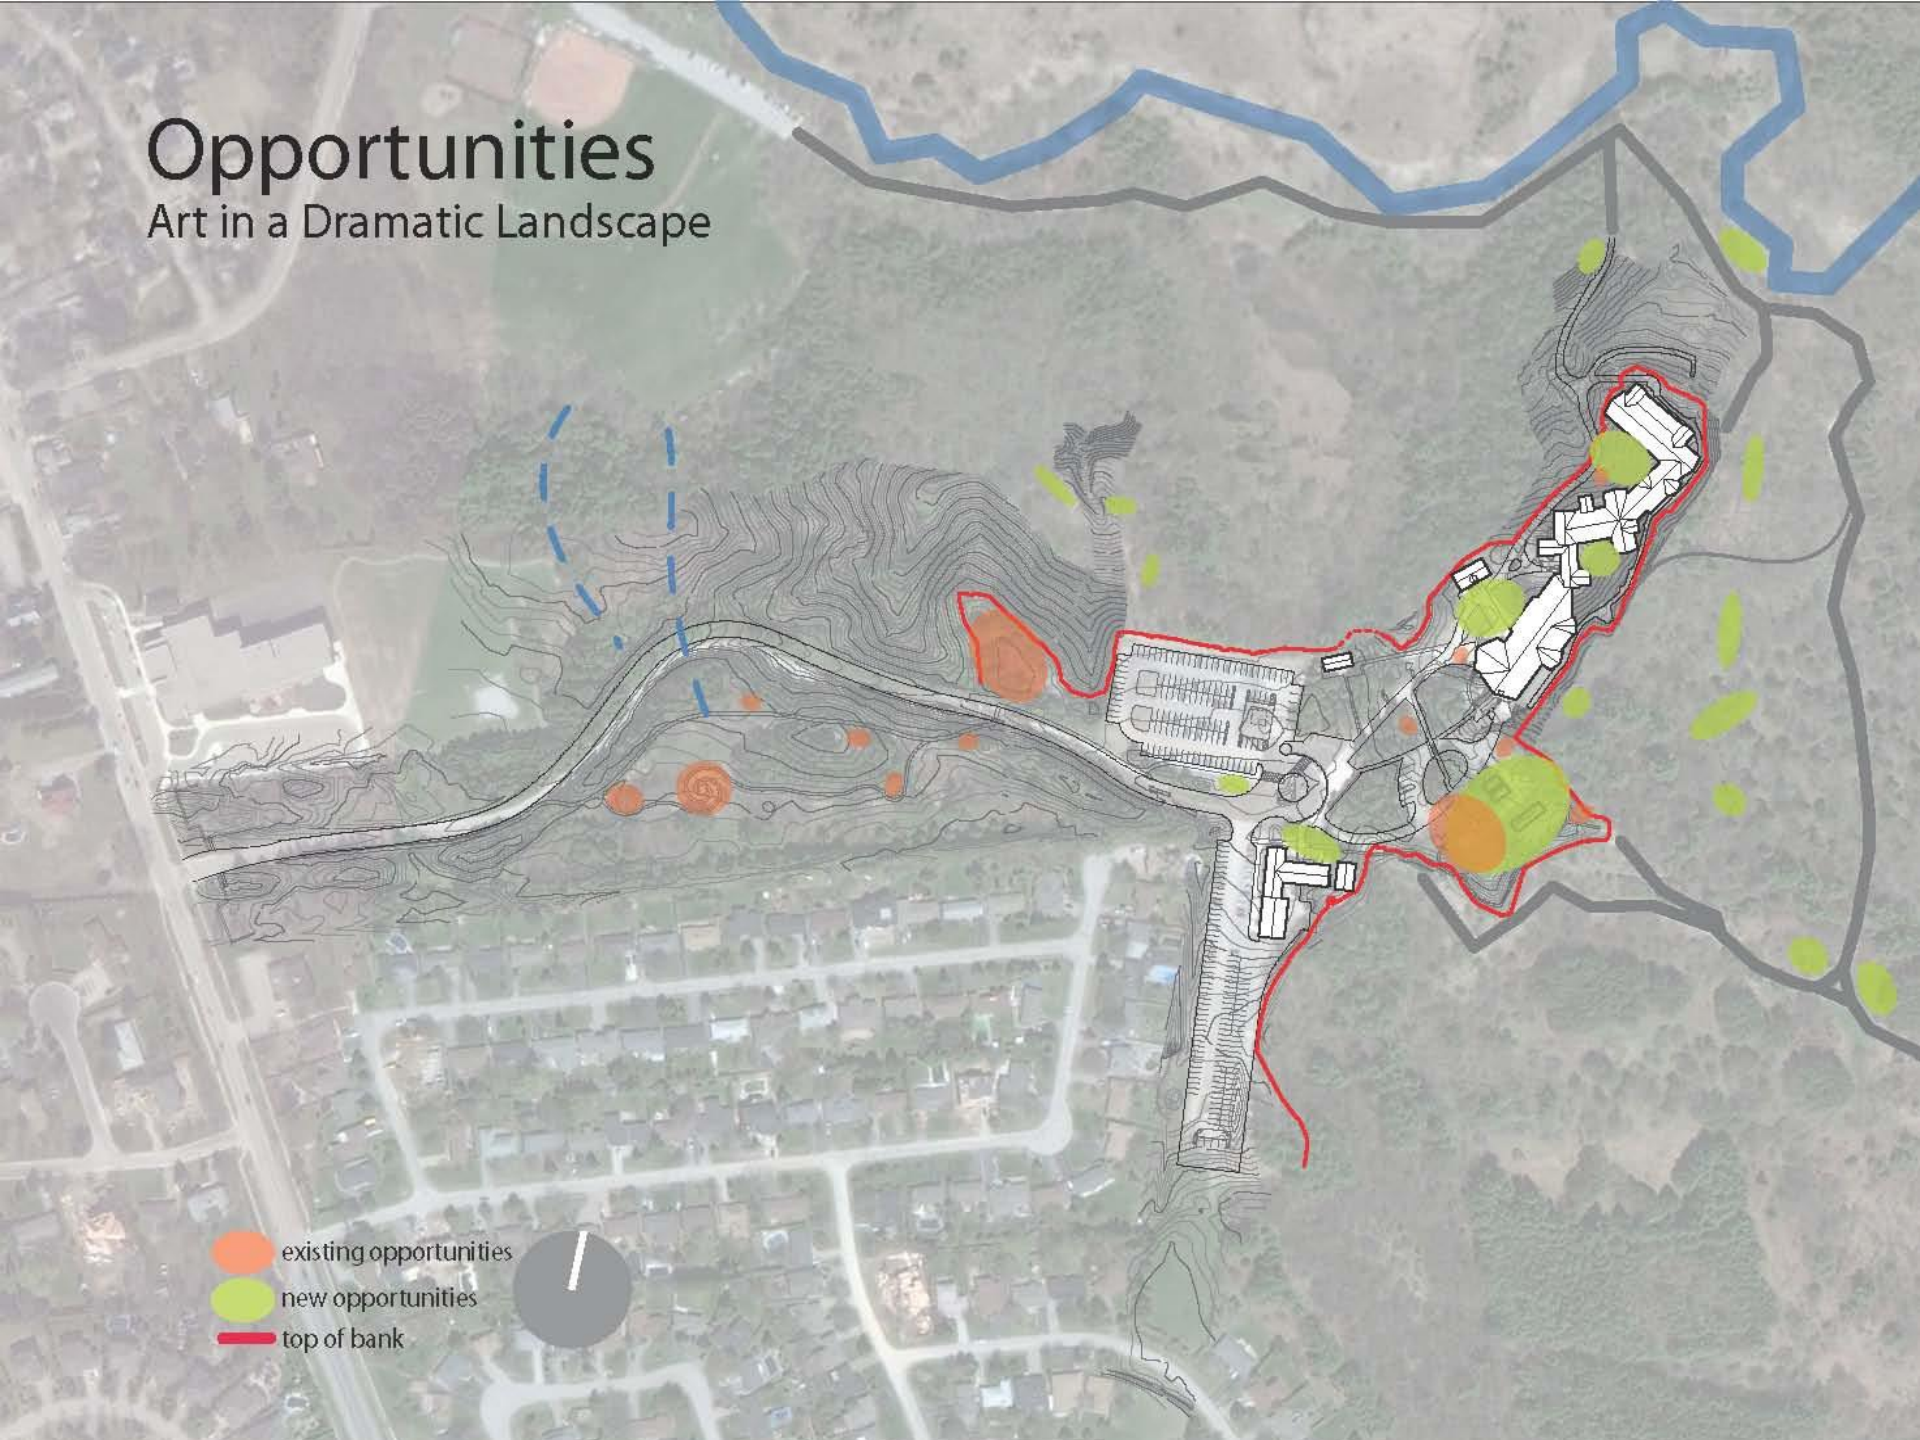 Opportunities
Art in a Dramatic Landscape
existing opportunities
new opportunities
top of bank